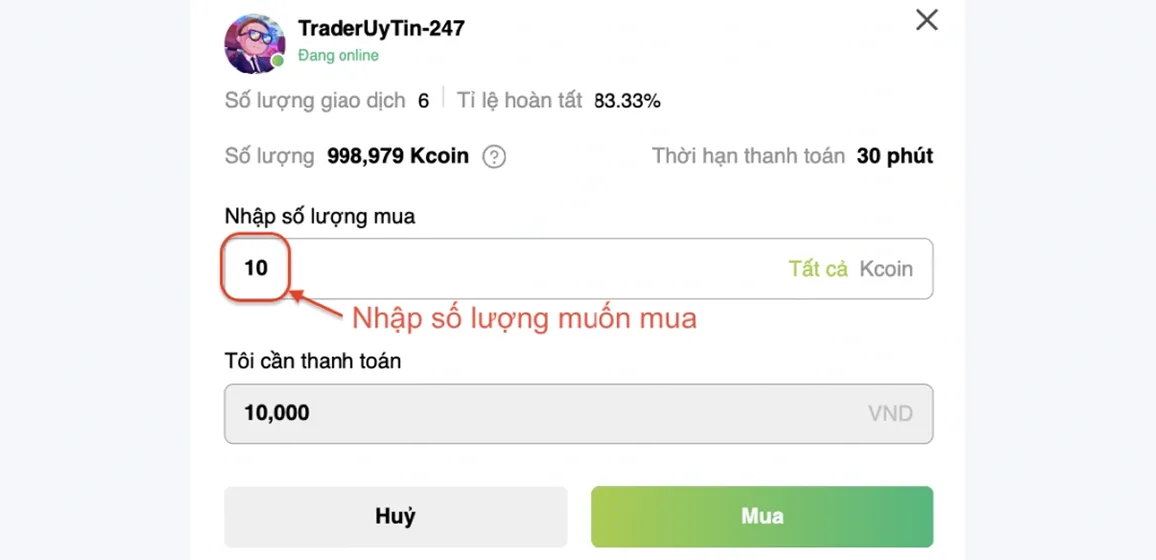 TraderUyTin-247
Đang online
Số lượng giao dịch 6 Tỉ lệ hoàn tất 83.33%
Số lượng 998,979 Kcoin ? Thời hạn thanh toán 30 phút
Nhập số lượng mua
10 Tất cả Kcoin
Nhập số lượng muốn mua
Tôi cần thanh toán
10,000 VND
Huỷ Mua